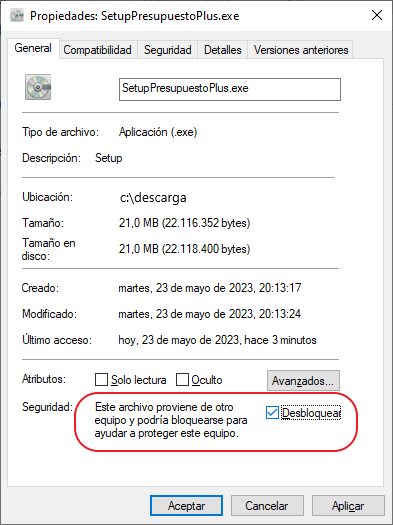 Propiedades: SetupPresupuestoPlus.exe
General Compatibilidad Seguridad Detalles Versiones anteriores
SetupPresupuestoPlus.exe
Tipo de archivo: Aplicación (.exe)
Descripción: Setup
Ubicación: c:\descarga
Tamaño: 21,0 MB (22.116.352 bytes)
Tamaño en
disco: 21,0 MB (22.118.400 bytes)
Creado: martes, 23 de mayo de 2023, 20:13:17
Modificado: martes, 23 de mayo de 2023, 20:13:24
Último acceso: hoy, 23 de mayo de 2023, hace 3 minutos
Atributos: Solo lectura Oculto Avanzados...
Seguridad: Este archivo proviene de otro
equipo y podría bloquearse para
ayudar a proteger este equipo.
Desbloquear
Aceptar Cancelar Aplicar